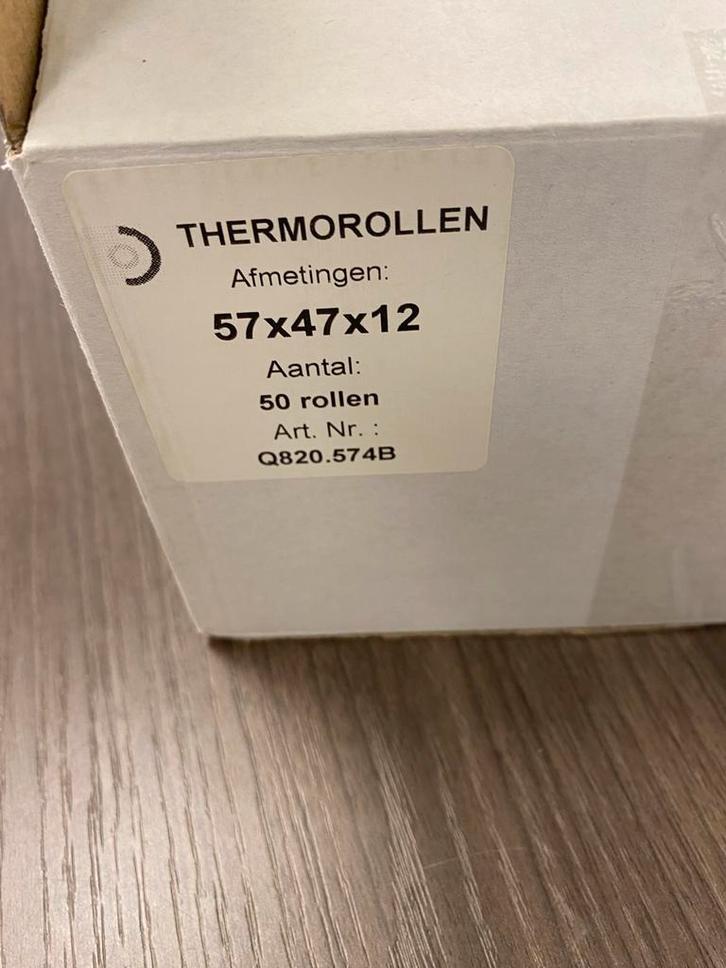 THERMOROLLEN
Afmetingen:
57x47x12
Aantal:
50 rollen
Art. Nr. :
Q820.574B